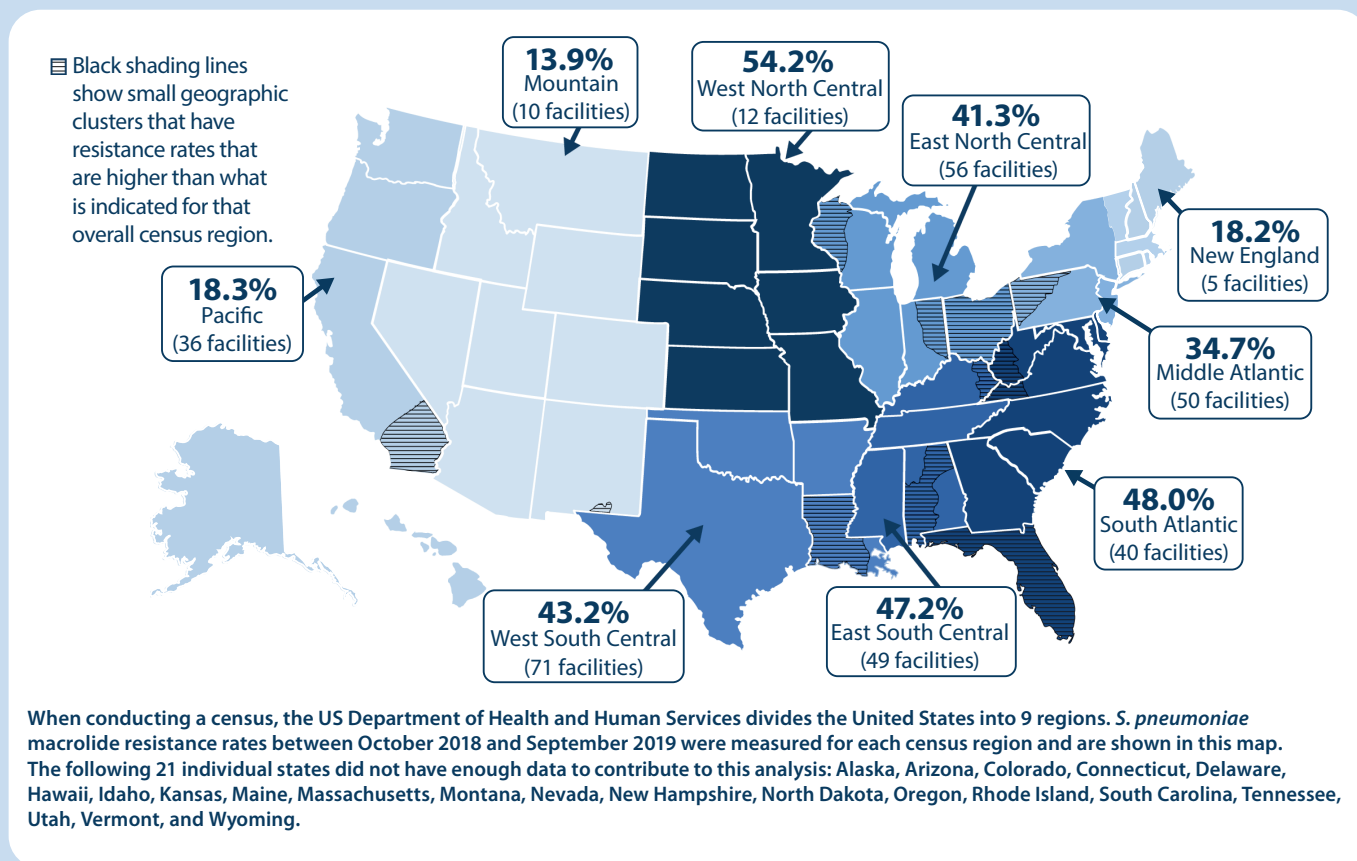 Black shading lines
show small geographic
clusters that have
resistance rates that
are higher than what
is indicated for that
overall census region.
13.9%
Mountain
(10 facilities)
54.2%
West North Central
(12 facilities)
41.3%
East North Central
(56 facilities)
18.2%
New England
(5 facilities)
18.3%
Pacific
(36 facilities)
34.7%
Middle Atlantic
(50 facilities)
48.0%
South Atlantic
(40 facilities)
43.2%
West South Central
(71 facilities)
47.2%
East South Central
(49 facilities)
When conducting a census, the US Department of Health and Human Services divides the United States into 9 regions. S. pneumoniae
macrolide resistance rates between October 2018 and September 2019 were measured for each census region and are shown in this map.
The following 21 individual states did not have enough data to contribute to this analysis: Alaska, Arizona, Colorado, Connecticut, Delaware,
Hawaii, Idaho, Kansas, Maine, Massachusetts, Montana, Nevada, New Hampshire, North Dakota, Oregon, Rhode Island, South Carolina, Tennessee,
Utah, Vermont, and Wyoming.